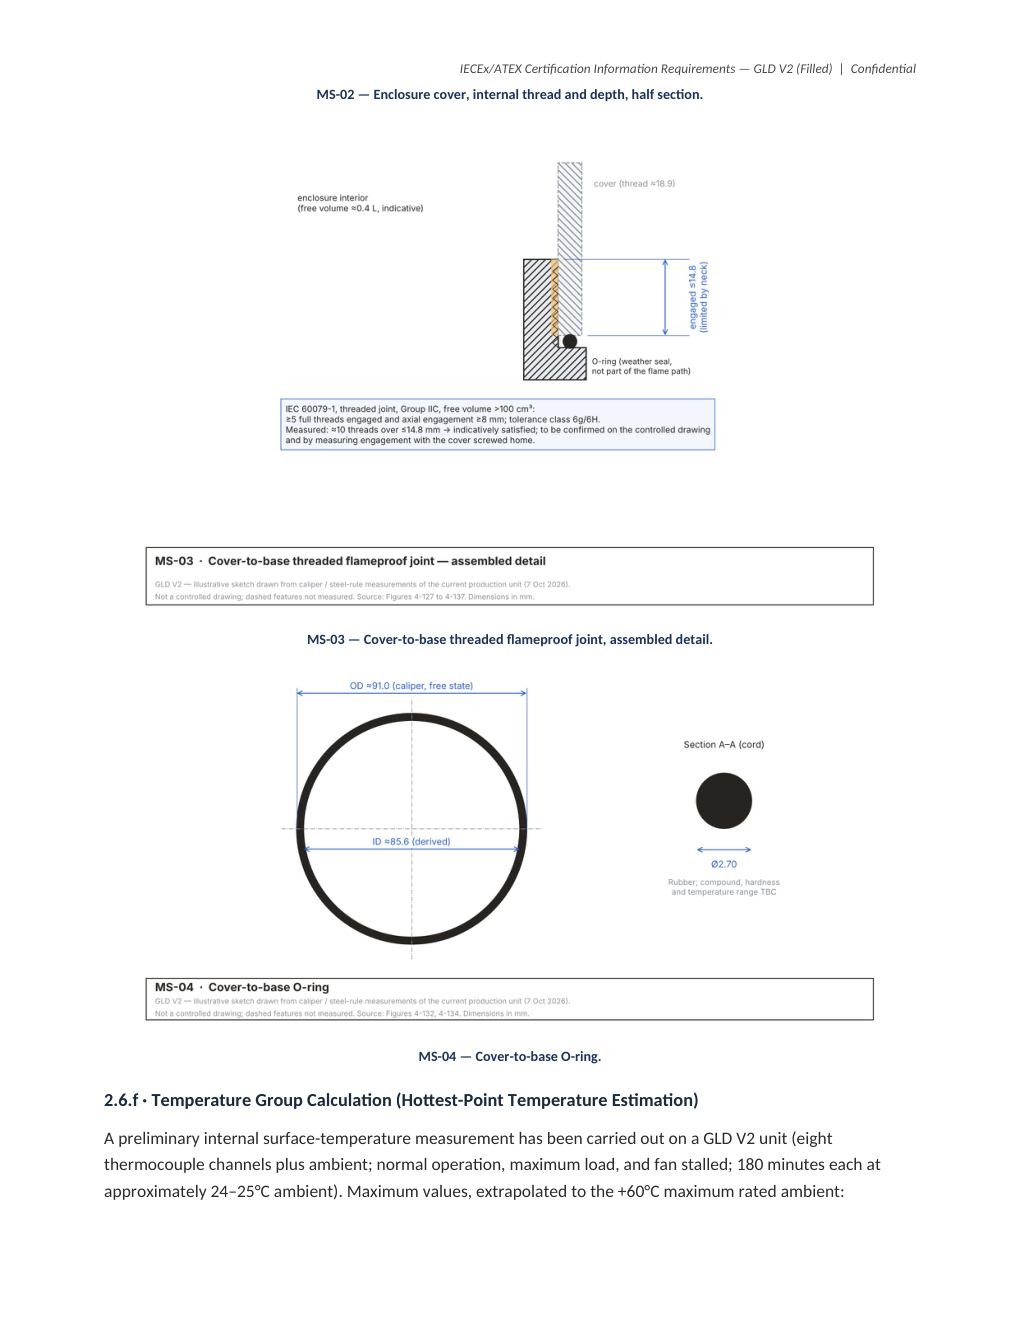 IECEx/ATEX Certification Information Requirements — GLD V2 (Filled) | Confidential
MS-02 — Enclosure cover, internal thread and depth, half section.
cover (thread ≈18.9)
enclosure interior
(free volume ≈0.4 L, indicative)
engaged ≤14.8
(limited by neck)
O-ring (weather seal,
not part of the flame path)
IEC 60079-1, threaded joint, Group IIC, free volume >100 cm³:
≥5 full threads engaged and axial engagement ≥8 mm; tolerance class 6g/6H.
Measured: ≈10 threads over ≤14.8 mm → indicatively satisfied; to be confirmed on the controlled drawing
and by measuring engagement with the cover screwed home.
MS-03 · Cover-to-base threaded flameproof joint — assembled detail
GLD V2 — illustrative sketch drawn from caliper / steel-rule measurements of the current production unit (7 Oct 2026).
Not a controlled drawing; dashed features not measured. Source: Figures 4-127 to 4-137. Dimensions in mm.
MS-03 — Cover-to-base threaded flameproof joint, assembled detail.
OD ≈91.0 (caliper, free state)
Section A–A (cord)
ID ≈85.6 (derived)
Ø2.70
Rubber; compound, hardness
and temperature range TBC
MS-04 · Cover-to-base O-ring
GLD V2 — illustrative sketch drawn from caliper / steel-rule measurements of the current production unit (7 Oct 2026).
Not a controlled drawing; dashed features not measured. Source: Figures 4-132, 4-134. Dimensions in mm.
MS-04 — Cover-to-base O-ring.
2.6.f · Temperature Group Calculation (Hottest-Point Temperature Estimation)
A preliminary internal surface-temperature measurement has been carried out on a GLD V2 unit (eight
thermocouple channels plus ambient; normal operation, maximum load, and fan stalled; 180 minutes each at
approximately 24–25°C ambient). Maximum values, extrapolated to the +60°C maximum rated ambient: